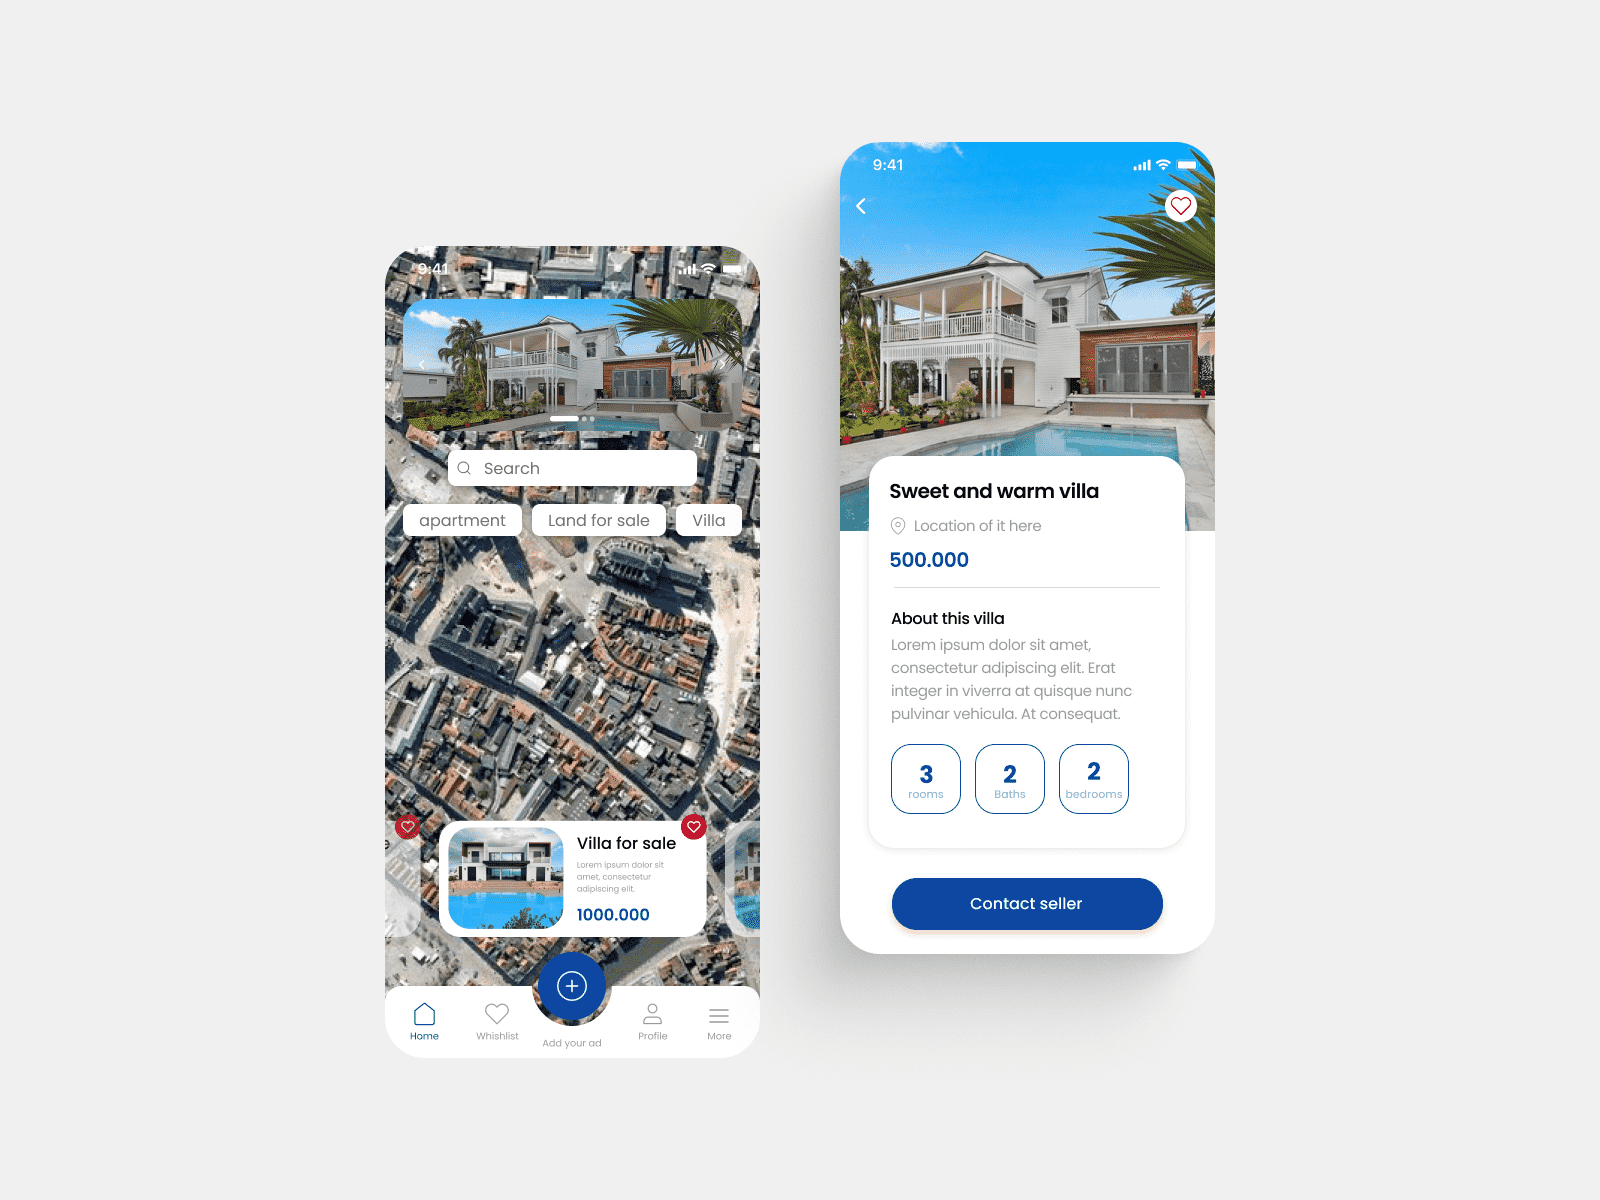 9:41
Search
apartment
Land for sale
Villa
Villa for sale
Lorem ipsum dolor sit
amet, consectetur
adipiscing elit.
1000.000
Home
Whishlist
Add your ad
Profile
More
9:41
Sweet and warm villa
Location of it here
500.000
About this villa
Lorem ipsum dolor sit amet,
consectetur adipiscing elit. Erat
integer in viverra at quisque nunc
pulvinar vehicula. At consequat.
3
rooms
2
Baths
2
bedrooms
Contact seller